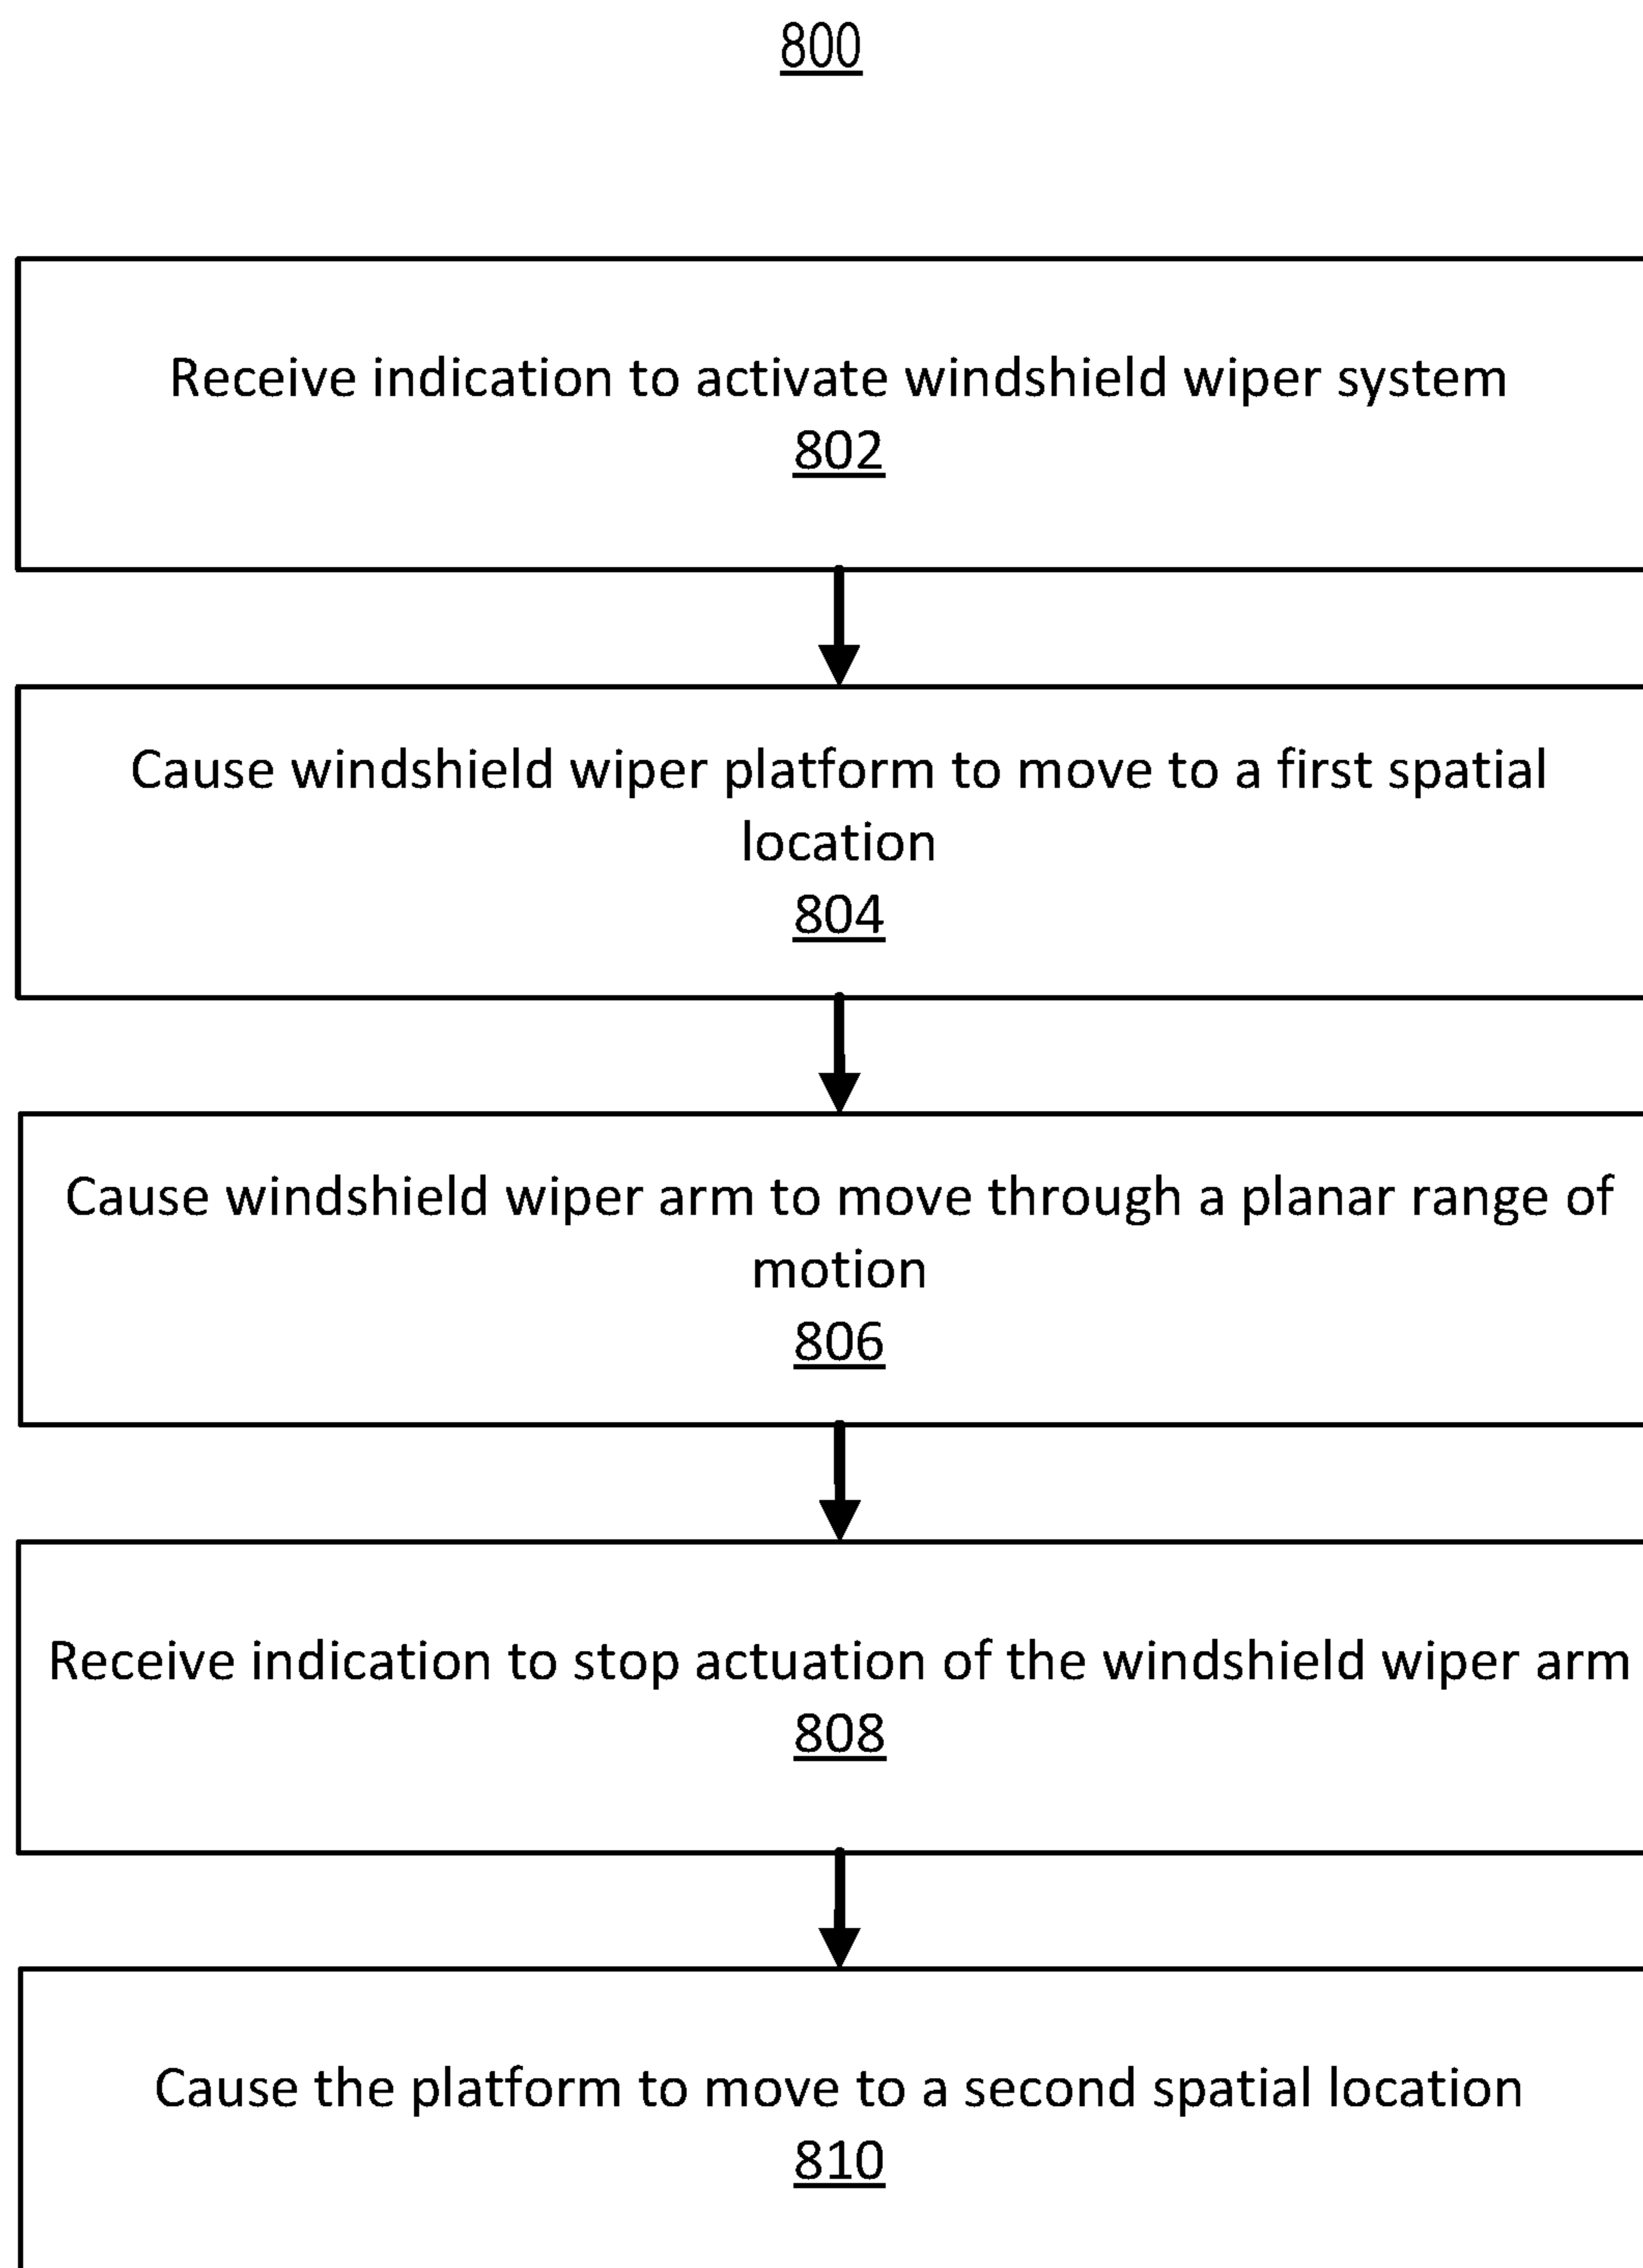 800
Receive indication to activate windshield wiper system
802
Cause windshield wiper platform to move to a first spatial
location
804
Cause windshield wiper arm to move through a planar range of
motion
806
Receive indication to stop actuation of the windshield wiper arm
808
Cause the platform to move to a second spatial location
810